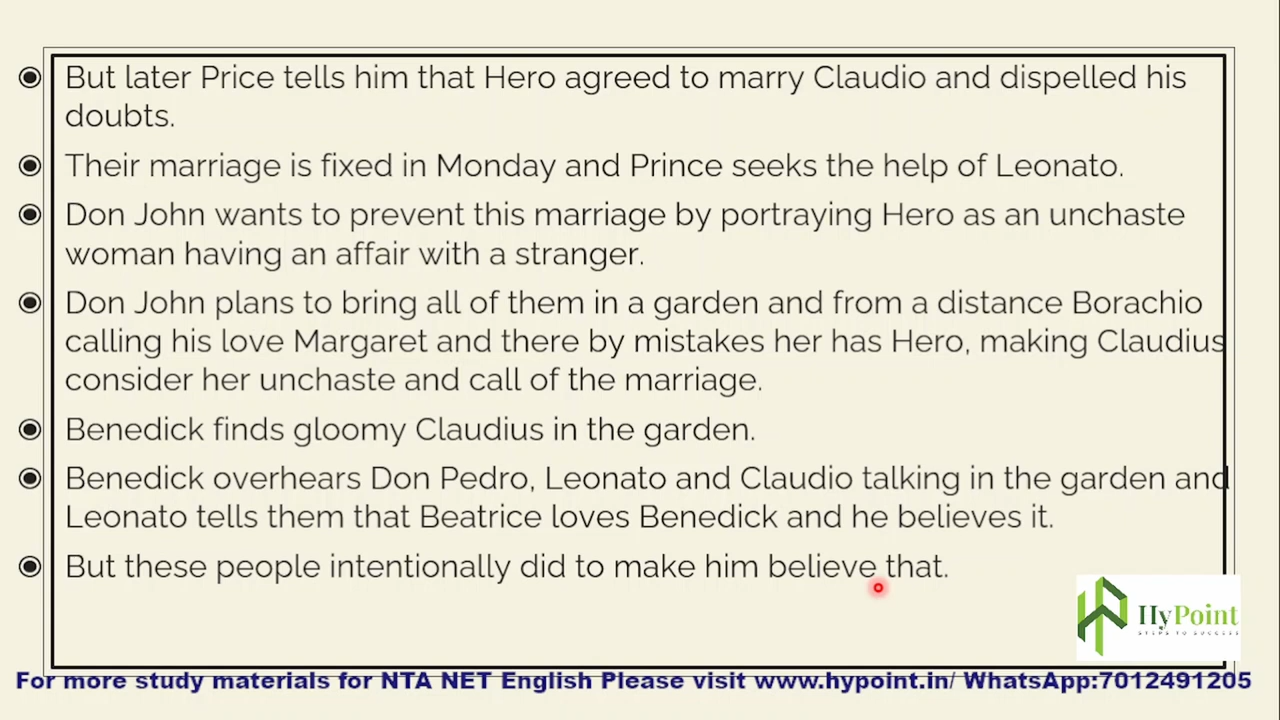 But later Price tells him that Hero agreed to marry Claudio and dispelled his
doubts.
Their marriage is fixed in Monday and Prince seeks the help of Leonato.
Don John wants to prevent this marriage by portraying Hero as an unchaste
woman having an affair with a stranger.
Don John plans to bring all of them in a garden and from a distance Borachio
calling his love Margaret and there by mistakes her has Hero, making Claudius
consider her unchaste and call of the marriage.
Benedick finds gloomy Claudius in the garden.
Benedick overhears Don Pedro, Leonato and Claudio talking in the garden and
Leonato tells them that Beatrice loves Benedick and he believes it.
But these people intentionally did to make him believe that.
HyPoint
STEPS TO SUCCESS
For more study materials for NTA NET English Please visit www.hypoint.in/ WhatsApp:7012491205